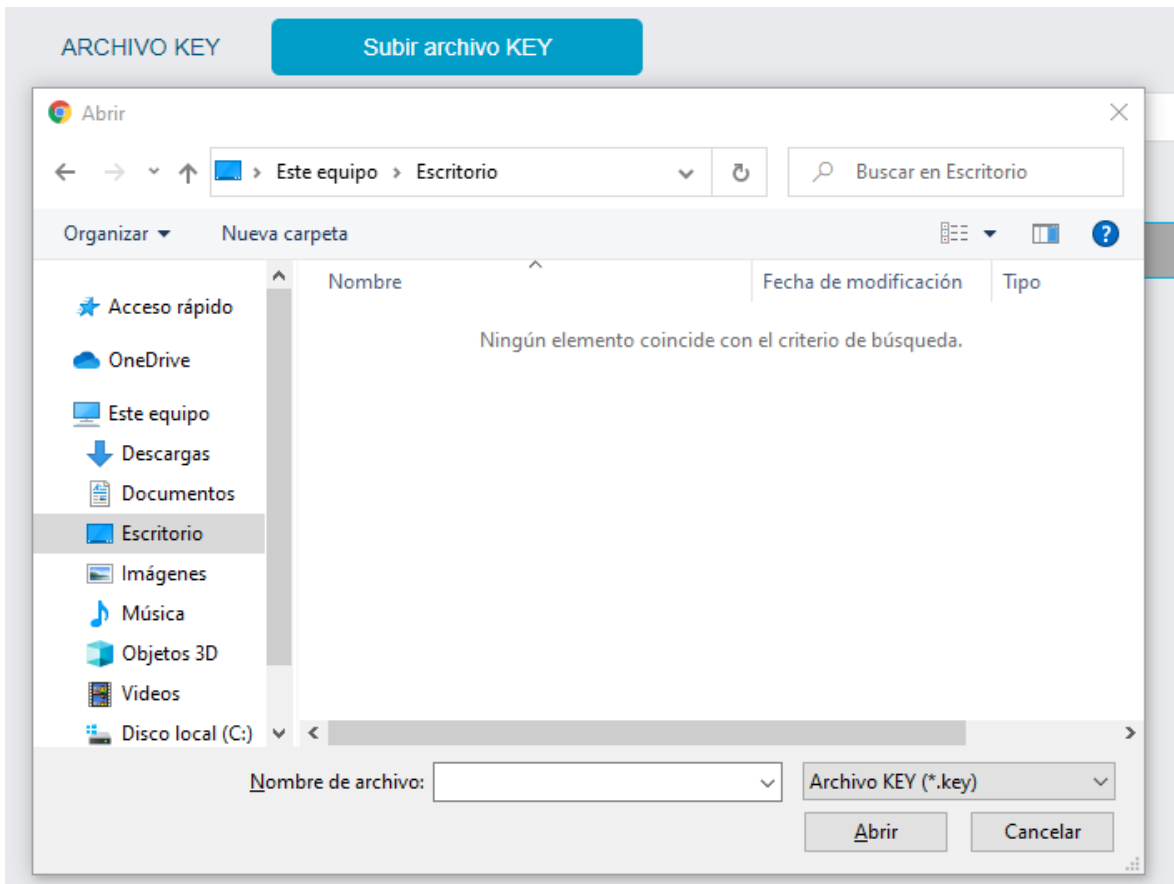 ARCHIVO KEY Subir archivo KEY
Abrir
Este equipo > Escritorio Buscar en Escritorio
Organizar Nueva carpeta
Nombre Fecha de modificación Tipo
Ningún elemento coincide con el criterio de búsqueda.
Acceso rápido
OneDrive
Este equipo
Descargas
Documentos
Escritorio
Imágenes
Música
Objetos 3D
Videos
Disco local (C:)
Nombre de archivo: Archivo KEY (*.key)
Abrir Cancelar